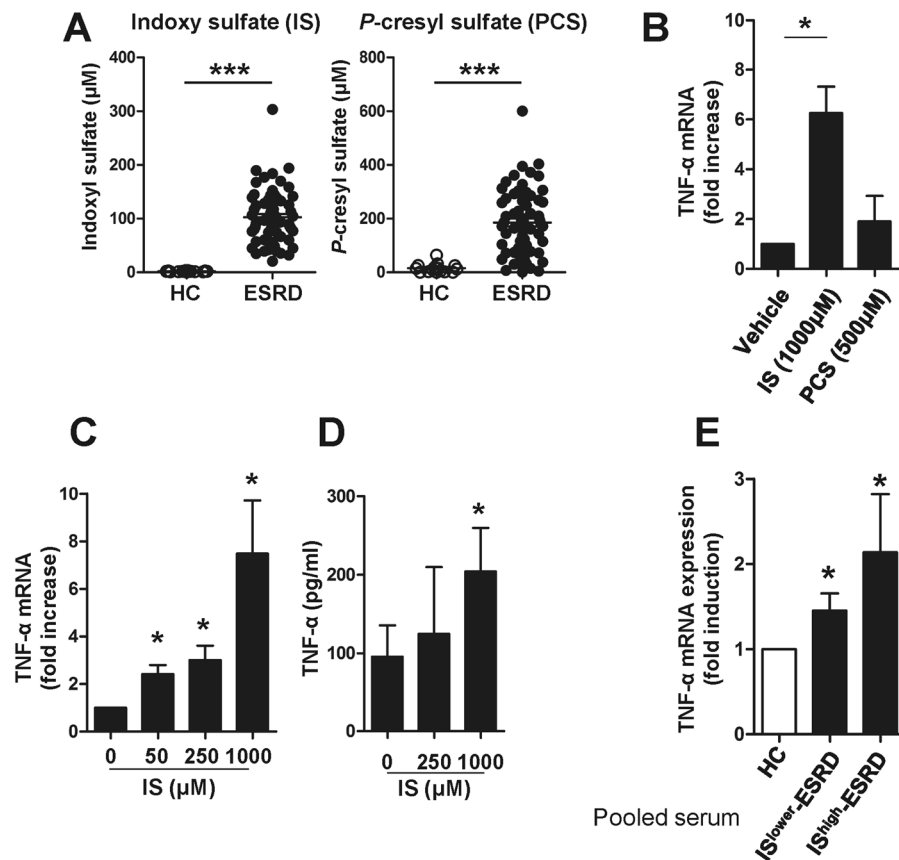 A
Indoxy sulfate (IS)
Indoxyl sulfate (µM)
400
300
200
100
0
***
HC
ESRD
P-cresyl sulfate (PCS)
P-cresyl sulfate (µM)
800
600
400
200
0
***
HC
ESRD
B
TNF-α mRNA
(fold increase)
10
8
6
4
2
0
*
Vehicle
IS (1000µM)
PCS (500µM)
C
TNF-α mRNA
(fold increase)
10
8
6
4
2
0
*
*
*
0 50 250 1000
IS (µM)
D
TNF-α (pg/ml)
300
200
100
0
*
0 250 1000
IS (µM)
E
TNF-α mRNA expression
(fold induction)
3
2
1
0
*
*
Pooled serum
HC
ISlower-ESRD
IShigh-ESRD